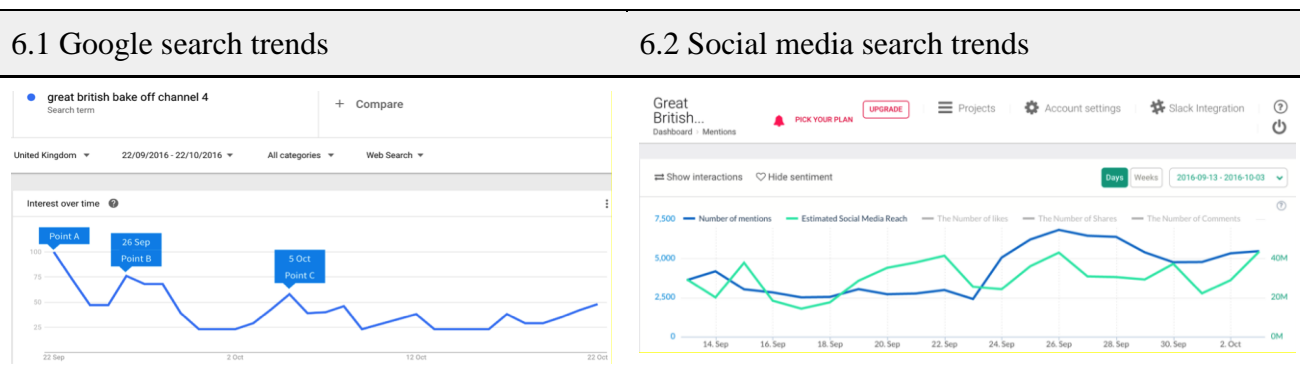 6.1 Google search trends
great british bake off channel 4
Search term
+ Compare
United Kingdom 22/09/2016 - 22/10/2016 All categories Web Search
Interest over time
Point A
26 Sep
Point B
5 Oct
Point C
100
75
50
25
22 Sep 2 Oct 12 Oct 22 Oct
6.2 Social media search trends
Great
British...
Dashboard Mentions
PICK YOUR PLAN UPGRADE Projects Account settings Slack Integration
Show interactions Hide sentiment Days Weeks 2016-09-13 - 2016-10-03
7,500 Number of mentions Estimated Social Media Reach The Number of likes The Number of Shares The Number of Comments
5,000 40M
2,500 20M
0 0M
14. Sep 16. Sep 18. Sep 20. Sep 22. Sep 24. Sep 26. Sep 28. Sep 30. Sep 2. Oct